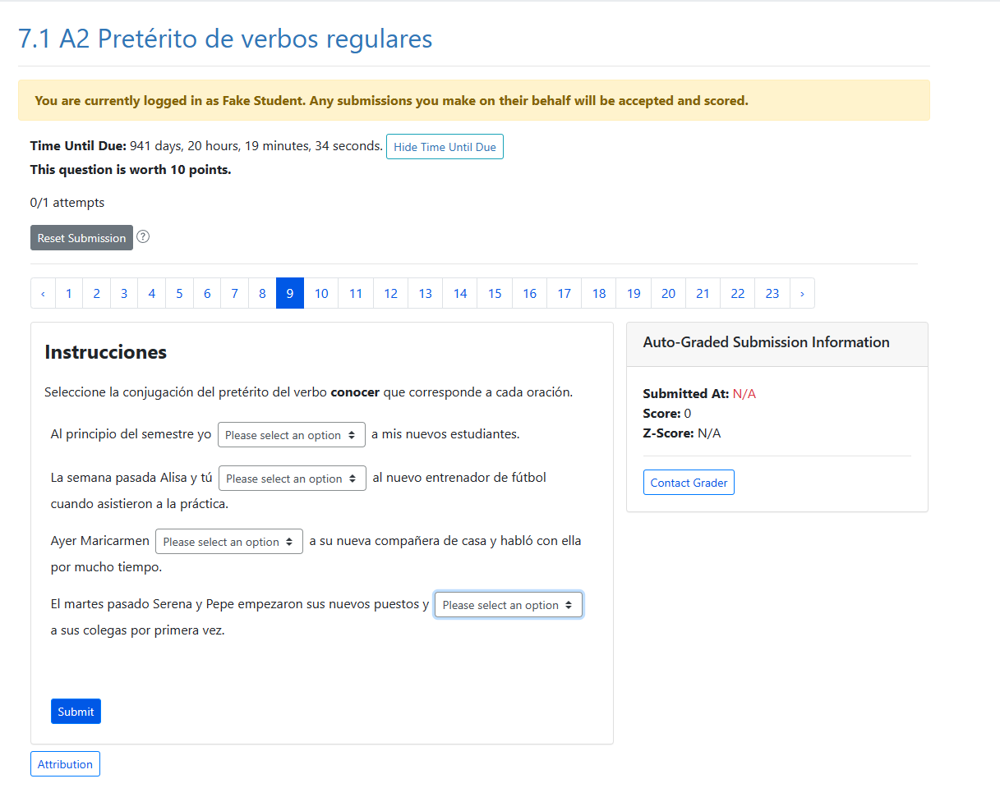 7.1 A2 Pretérito de verbos regulares
You are currently logged in as Fake Student. Any submissions you make on their behalf will be accepted and scored.
Time Until Due: 941 days, 20 hours, 19 minutes, 34 seconds. Hide Time Until Due
This question is worth 10 points.
0/1 attempts
Reset Submission ?
‹ 1 2 3 4 5 6 7 8 9 10 11 12 13 14 15 16 17 18 19 20 21 22 23 ›
Instrucciones
Seleccione la conjugación del pretérito del verbo conocer que corresponde a cada oración.
Al principio del semestre yo Please select an option a mis nuevos estudiantes.
La semana pasada Alisa y tú Please select an option al nuevo entrenador de fútbol
cuando asistieron a la práctica.
Ayer Maricarmen Please select an option a su nueva compañera de casa y habló con ella
por mucho tiempo.
El martes pasado Serena y Pepe empezaron sus nuevos puestos y Please select an option
a sus colegas por primera vez.
Submit
Attribution
Auto-Graded Submission Information
Submitted At: N/A
Score: 0
Z-Score: N/A
Contact Grader